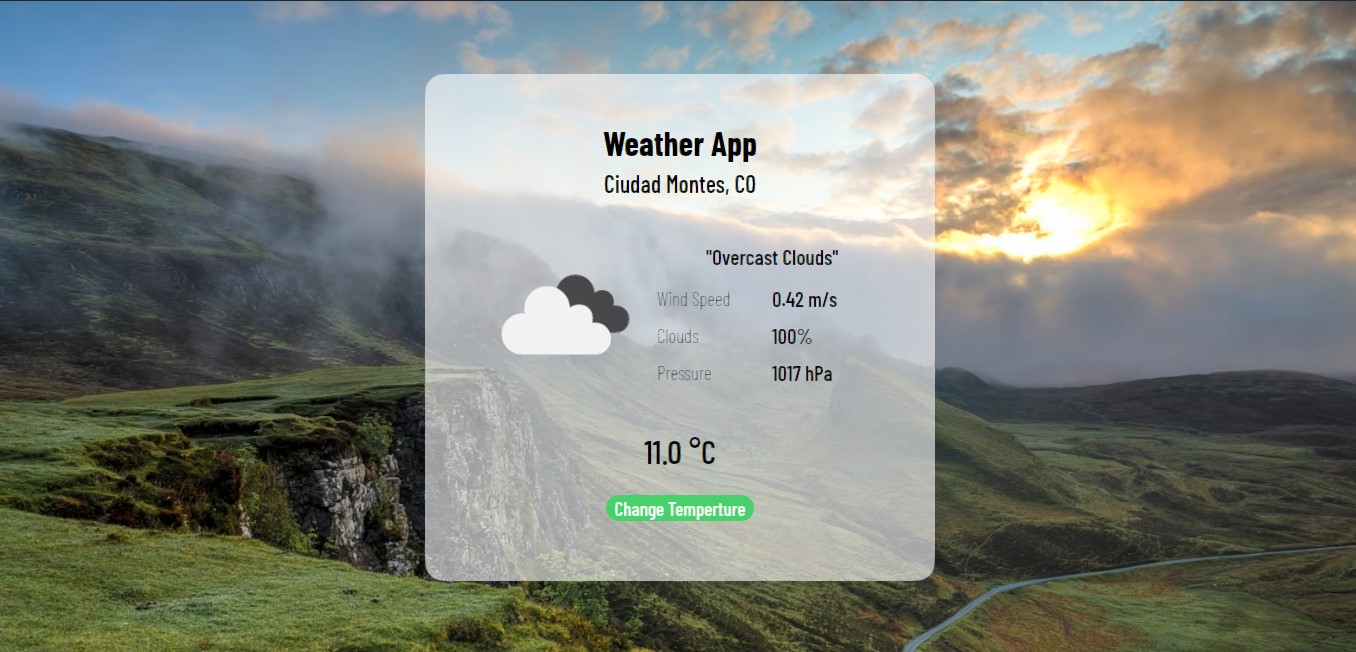 Weather App
Ciudad Montes, CO
"Overcast Clouds"
Wind Speed 0.42 m/s
Clouds 100%
Pressure 1017 hPa
11.0 °C
Change Temperture